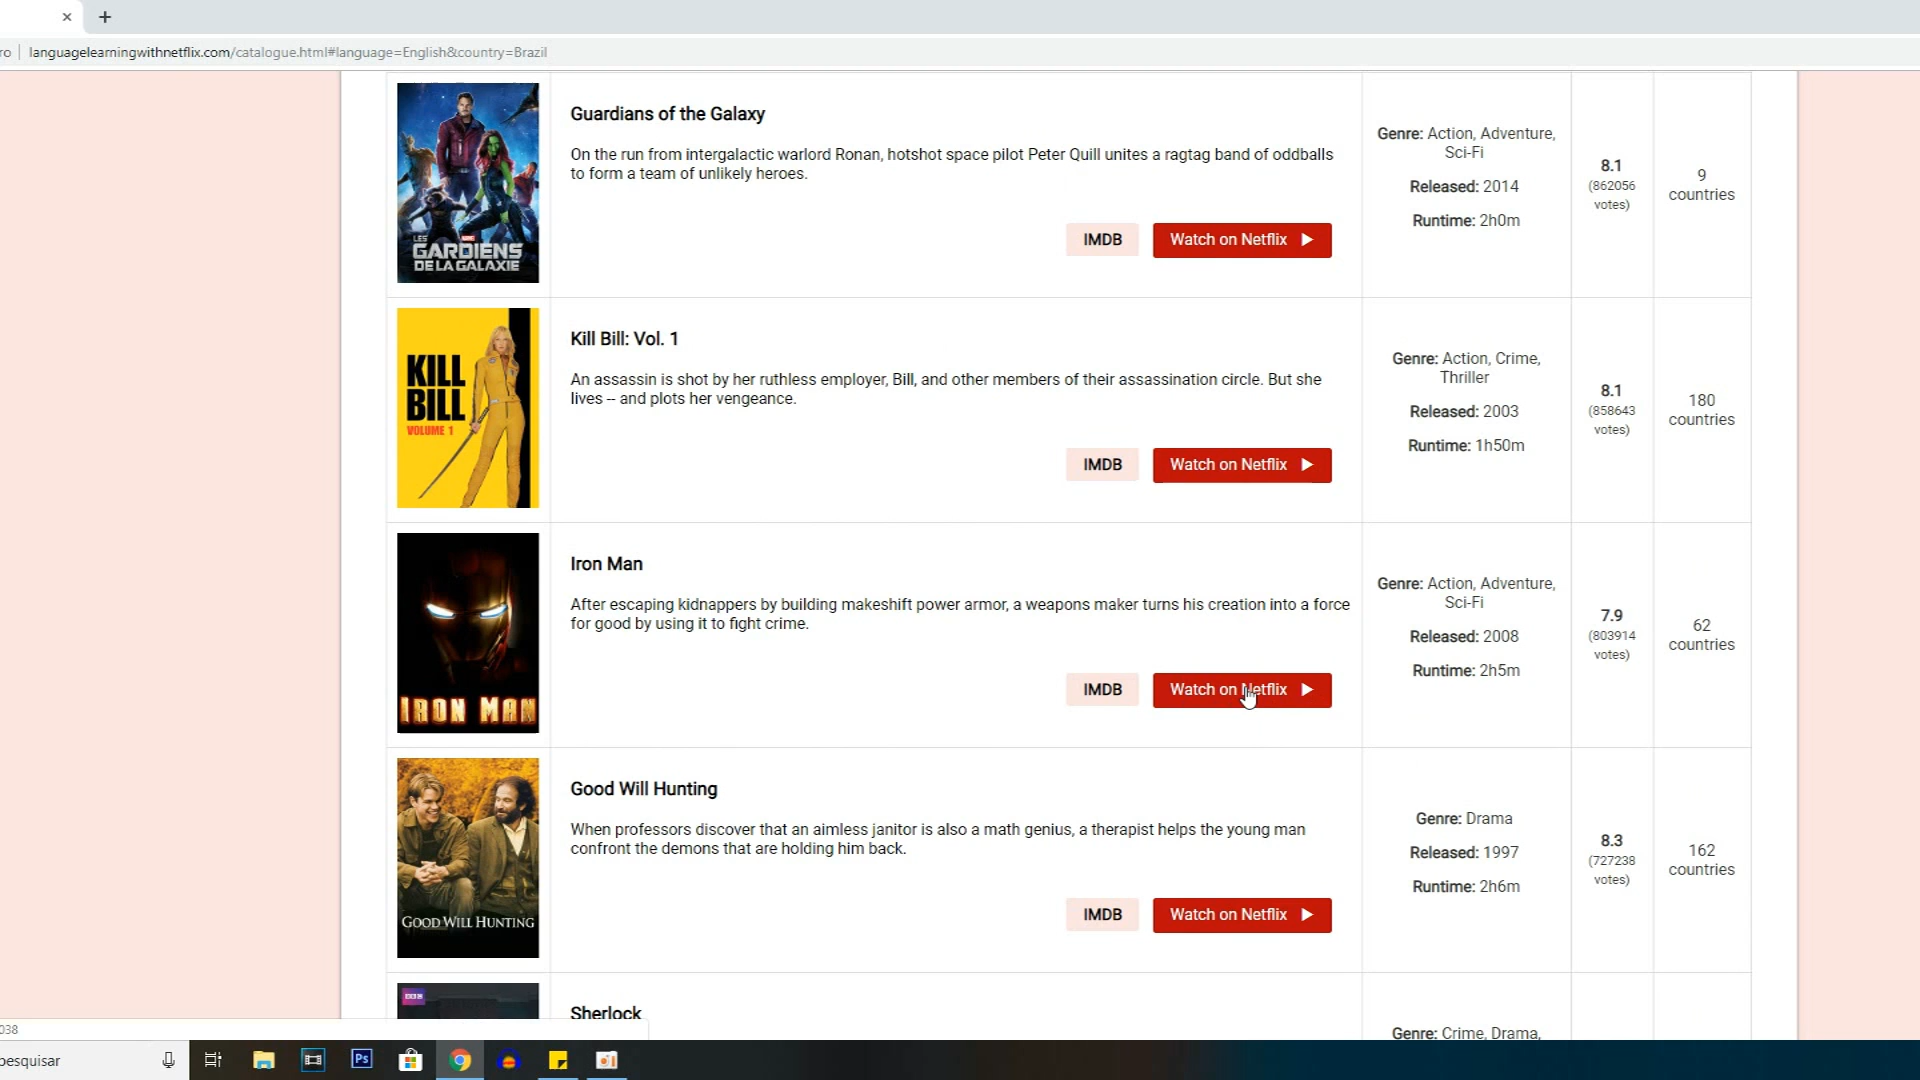 × +
ro | languagelearningwithnetflix.com/catalogue.html#language=English&country=Brazil
LES
GARDIENS
DE LA GALAXIE
Guardians of the Galaxy
On the run from intergalactic warlord Ronan, hotshot space pilot Peter Quill unites a ragtag band of oddballs
to form a team of unlikely heroes.
IMDB
Watch on Netflix
Genre: Action, Adventure,
Sci-Fi
Released: 2014
Runtime: 2h0m
8.1
(862056
votes)
9
countries
KILL
BILL
VOLUME 1
Kill Bill: Vol. 1
An assassin is shot by her ruthless employer, Bill, and other members of their assassination circle. But she
lives -- and plots her vengeance.
IMDB
Watch on Netflix
Genre: Action, Crime,
Thriller
Released: 2003
Runtime: 1h50m
8.1
(858643
votes)
180
countries
IRON MAN
Iron Man
After escaping kidnappers by building makeshift power armor, a weapons maker turns his creation into a force
for good by using it to fight crime.
IMDB
Watch on Netflix
Genre: Action, Adventure,
Sci-Fi
Released: 2008
Runtime: 2h5m
7.9
(803914
votes)
62
countries
GOOD WILL HUNTING
Good Will Hunting
When professors discover that an aimless janitor is also a math genius, a therapist helps the young man
confront the demons that are holding him back.
IMDB
Watch on Netflix
Genre: Drama
Released: 1997
Runtime: 2h6m
8.3
(727238
votes)
162
countries
BBC
Sherlock
Genre: Crime, Drama,
038
pesquisar
Ps